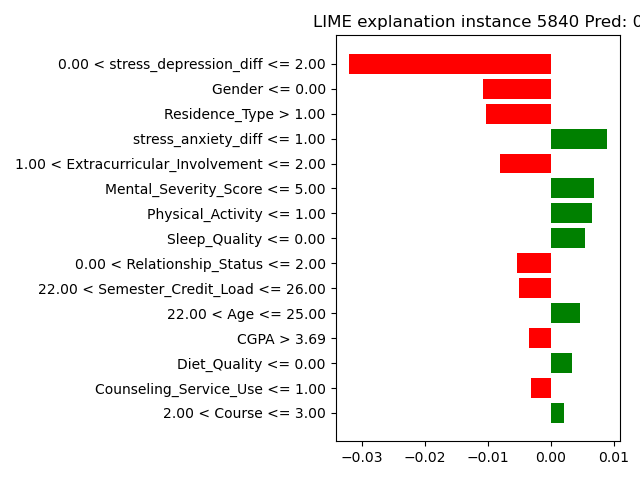 LIME explanation instance 5840 Pred: 0
0.00 < stress_depression_diff <= 2.00
Gender <= 0.00
Residence_Type > 1.00
stress_anxiety_diff <= 1.00
1.00 < Extracurricular_Involvement <= 2.00
Mental_Severity_Score <= 5.00
Physical_Activity <= 1.00
Sleep_Quality <= 0.00
0.00 < Relationship_Status <= 2.00
22.00 < Semester_Credit_Load <= 26.00
22.00 < Age <= 25.00
CGPA > 3.69
Diet_Quality <= 0.00
Counseling_Service_Use <= 1.00
2.00 < Course <= 3.00
−0.03 −0.02 −0.01 0.00 0.01